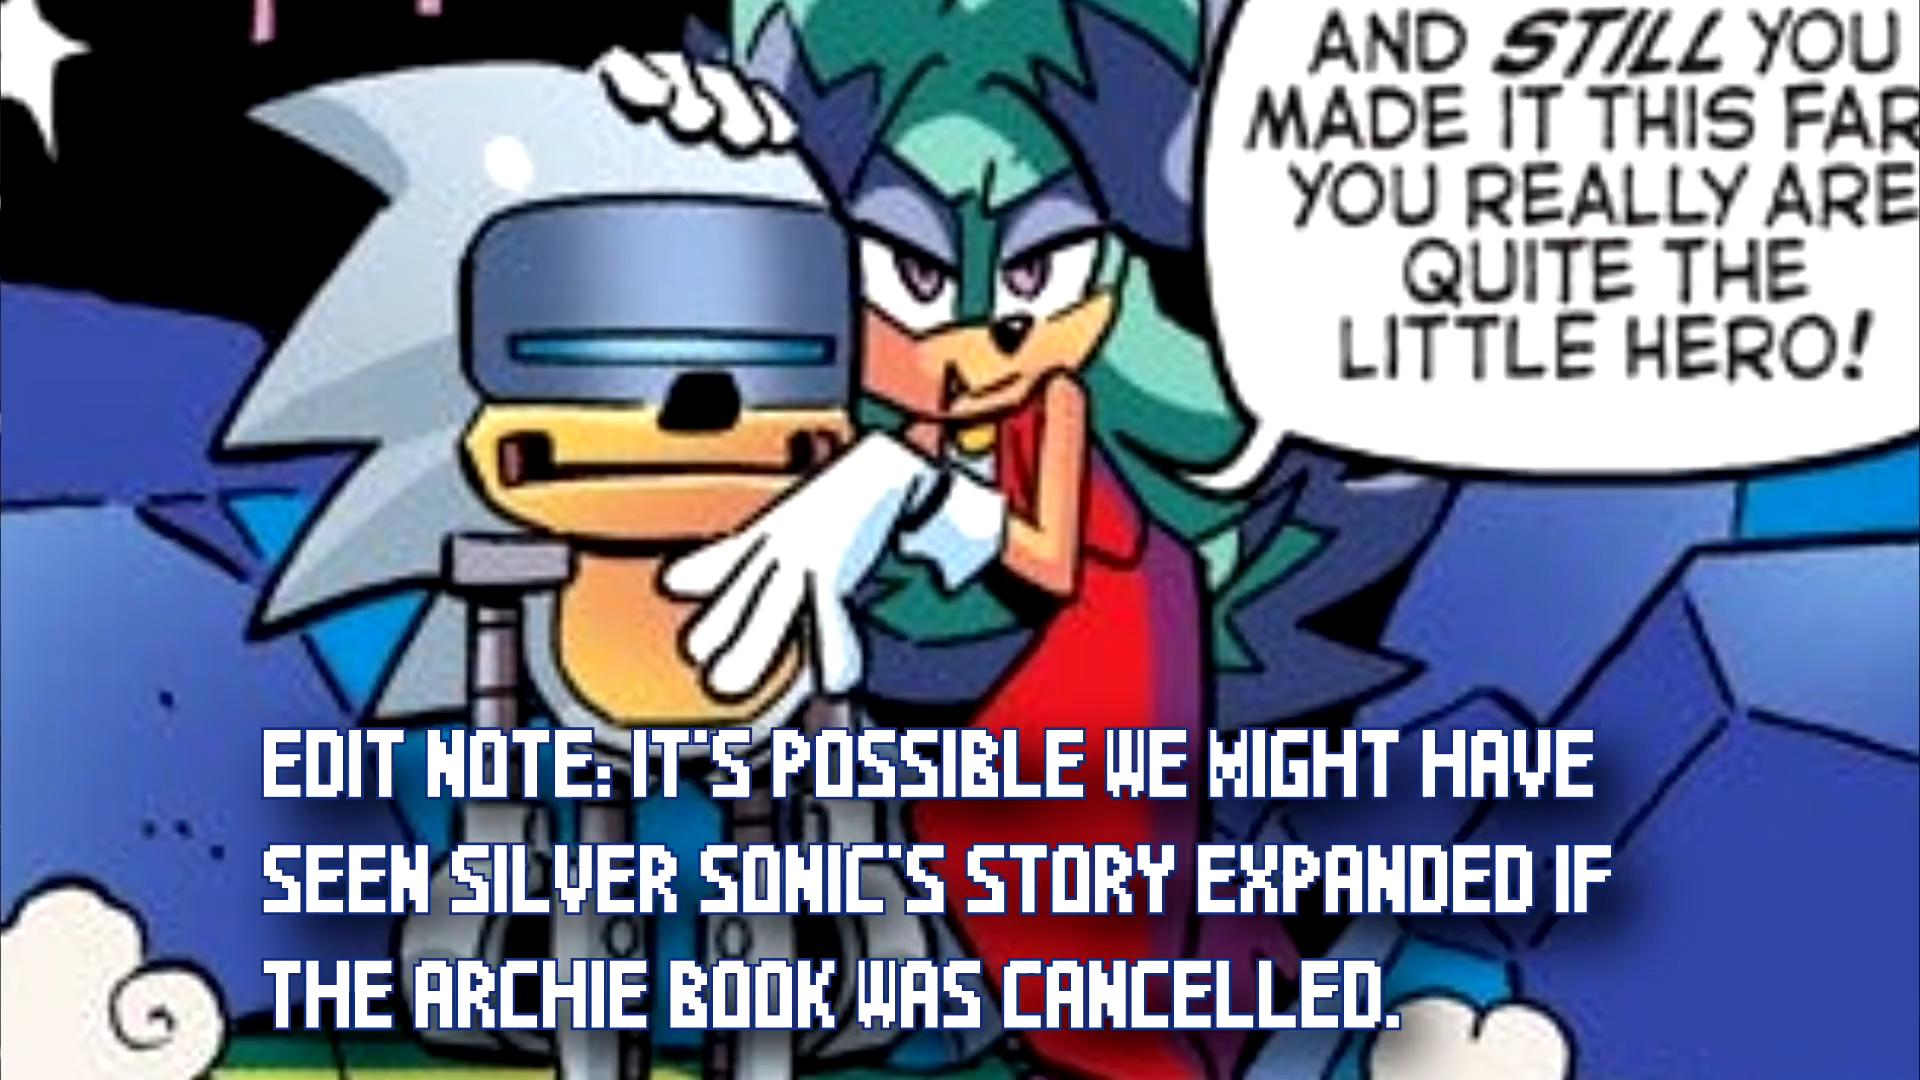 AND STILL YOU
MADE IT THIS FAR
YOU REALLY ARE
QUITE THE
LITTLE HERO!
EDIT NOTE: IT'S POSSIBLE WE MIGHT HAVE
SEEN SILVER SONIC'S STORY EXPANDED IF
THE ARCHIE BOOK WAS CANCELLED.